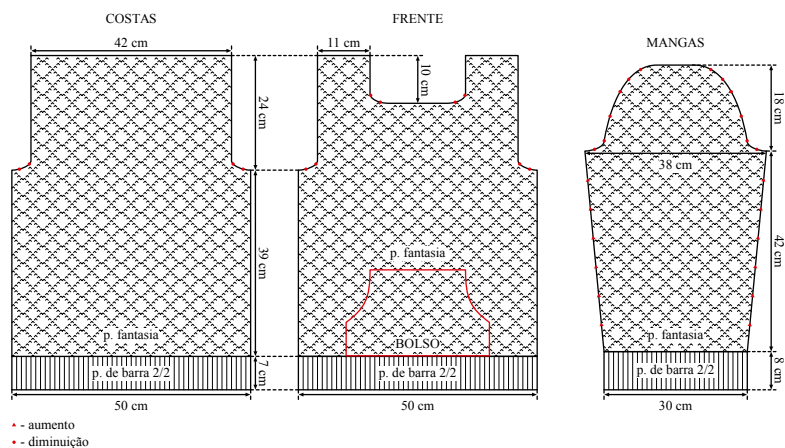 COSTAS
42 cm
24 cm
39 cm
p. fantasia
p. de barra 2/2
7 cm
50 cm
FRENTE
11 cm
10 cm
p. fantasia
BOLSO
p. de barra 2/2
50 cm
MANGAS
18 cm
38 cm
42 cm
p. fantasia
p. de barra 2/2
8 cm
30 cm
- aumento
- diminuição